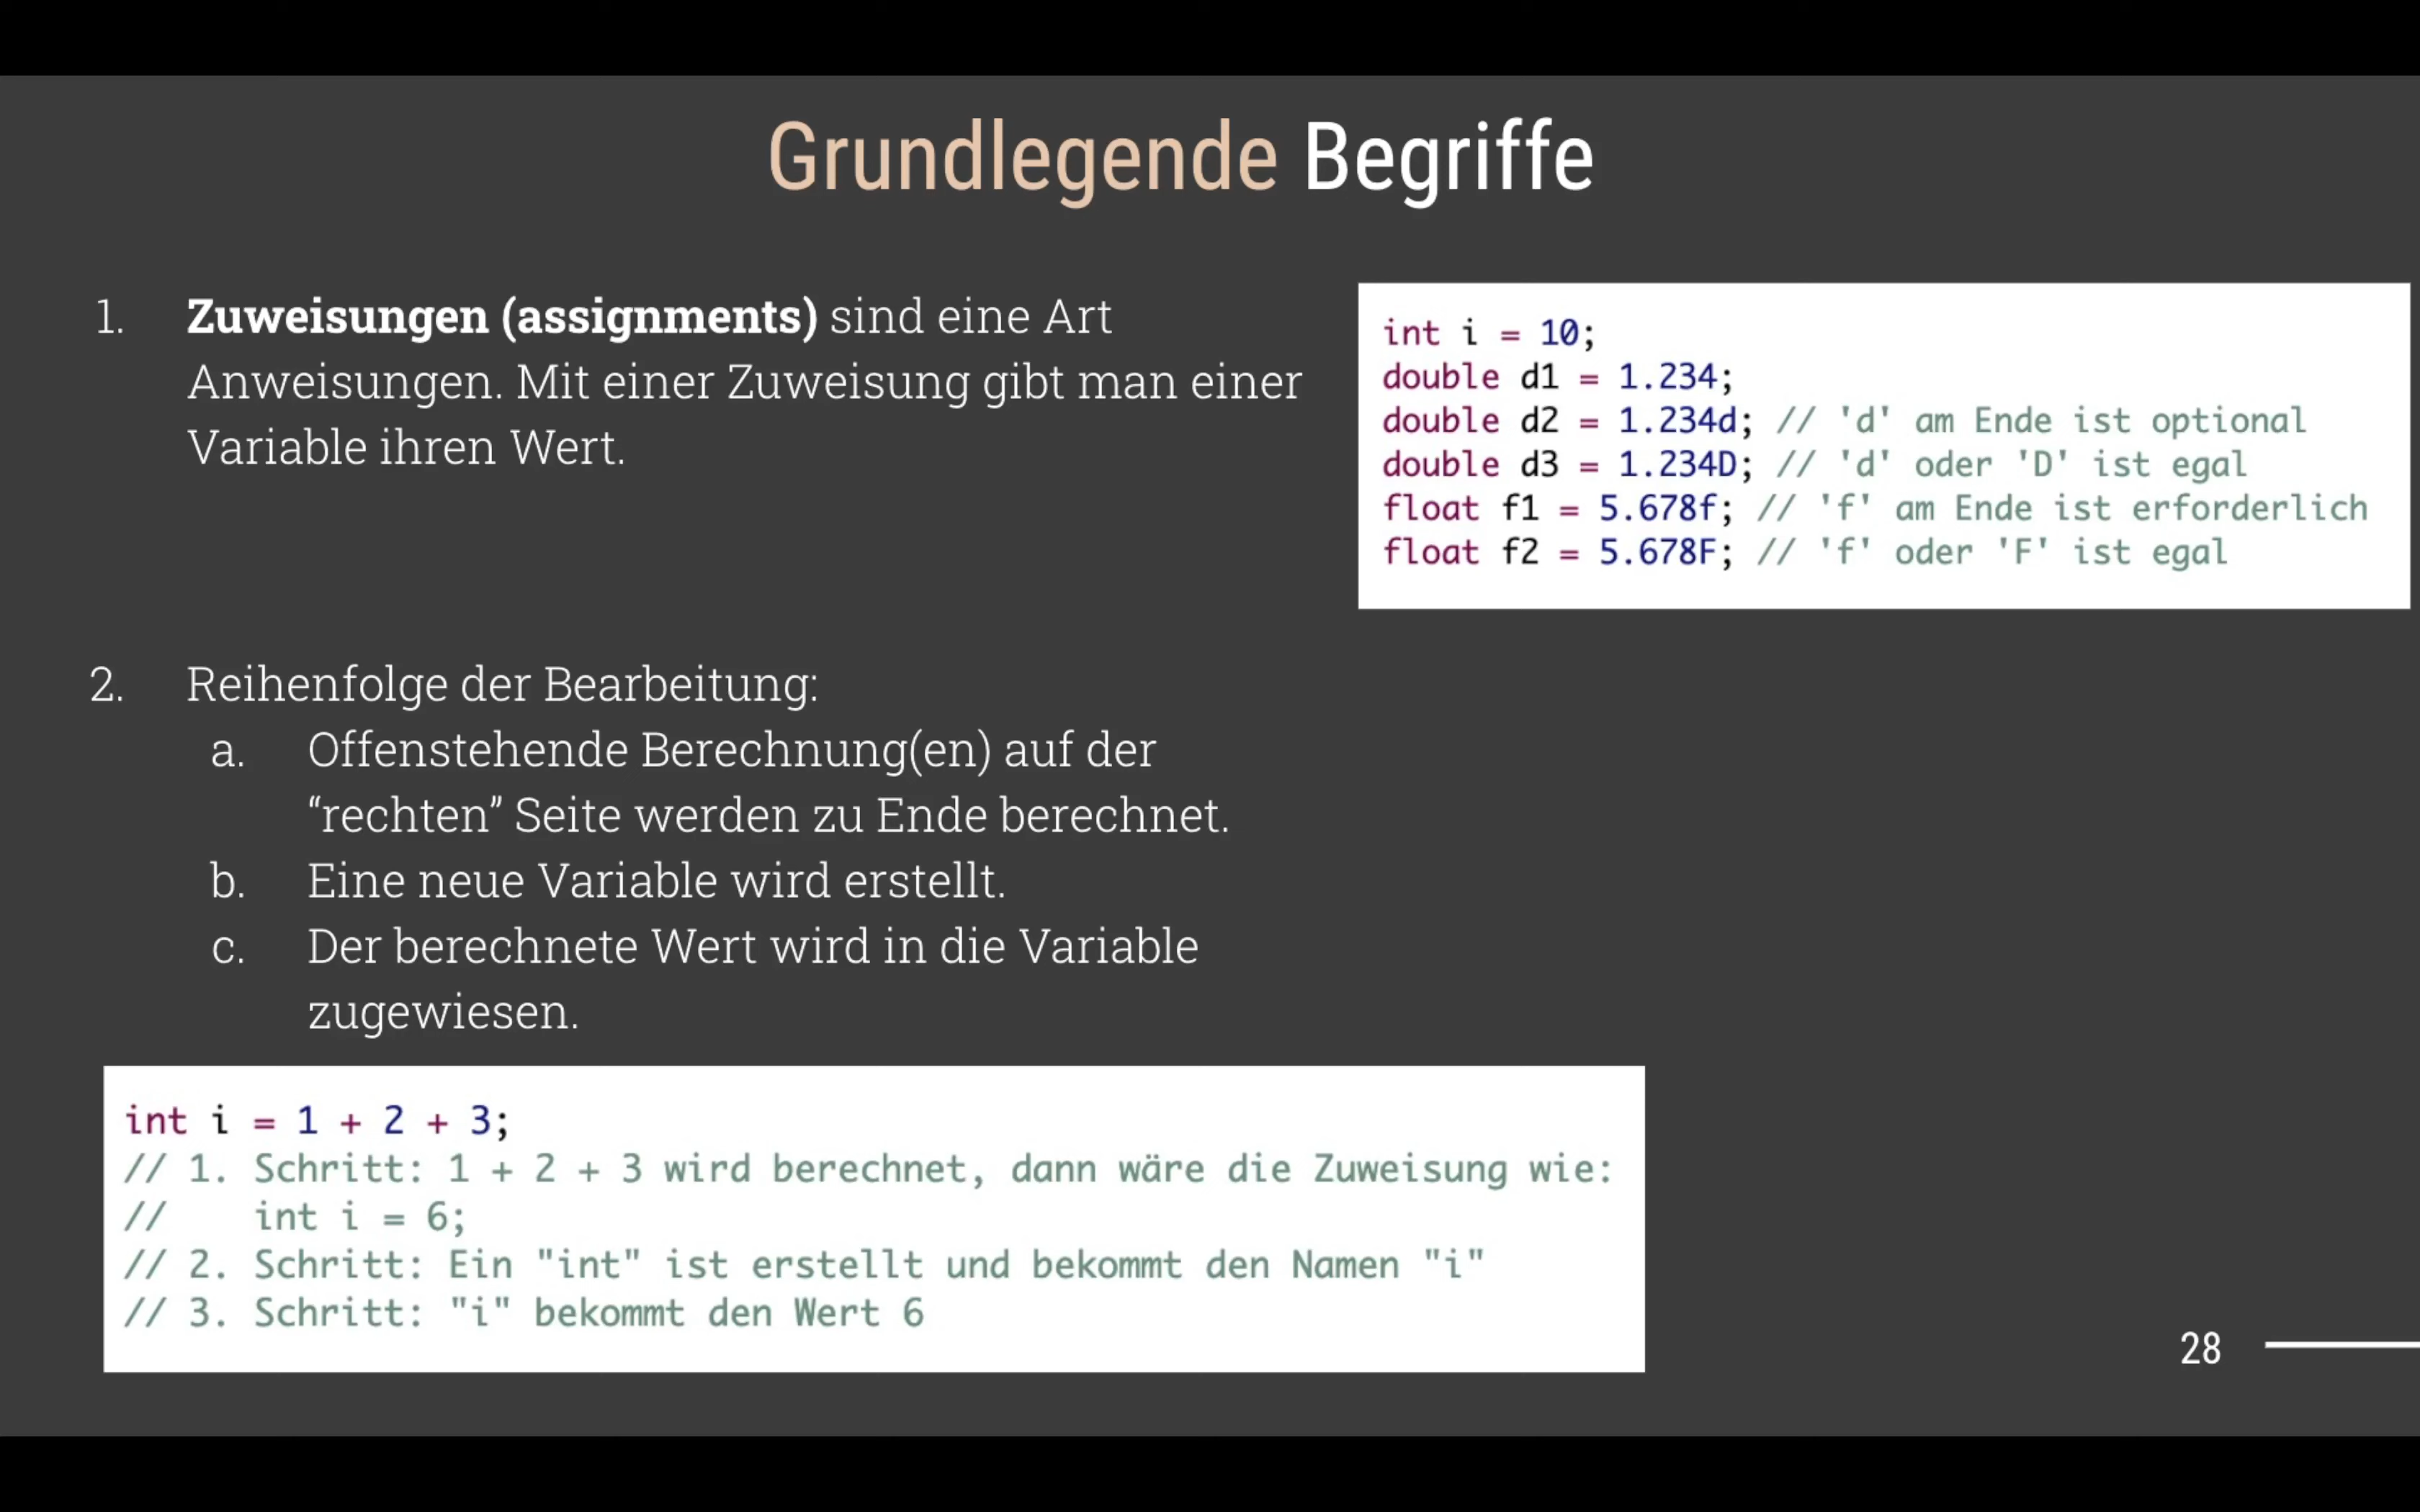 Grundlegende Begriffe
1. Zuweisungen (assignments) sind eine Art
Anweisungen. Mit einer Zuweisung gibt man einer
Variable ihren Wert.
int i = 10;
double d1 = 1.234;
double d2 = 1.234d; // 'd' am Ende ist optional
double d3 = 1.234D; // 'd' oder 'D' ist egal
float f1 = 5.678f; // 'f' am Ende ist erforderlich
float f2 = 5.678F; // 'f' oder 'F' ist egal
2. Reihenfolge der Bearbeitung:
a. Offenstehende Berechnung(en) auf der
“rechten” Seite werden zu Ende berechnet.
b. Eine neue Variable wird erstellt.
c. Der berechnete Wert wird in die Variable
zugewiesen.
int i = 1 + 2 + 3;
// 1. Schritt: 1 + 2 + 3 wird berechnet, dann wäre die Zuweisung wie:
//    int i = 6;
// 2. Schritt: Ein "int" ist erstellt und bekommt den Namen "i"
// 3. Schritt: "i" bekommt den Wert 6
28